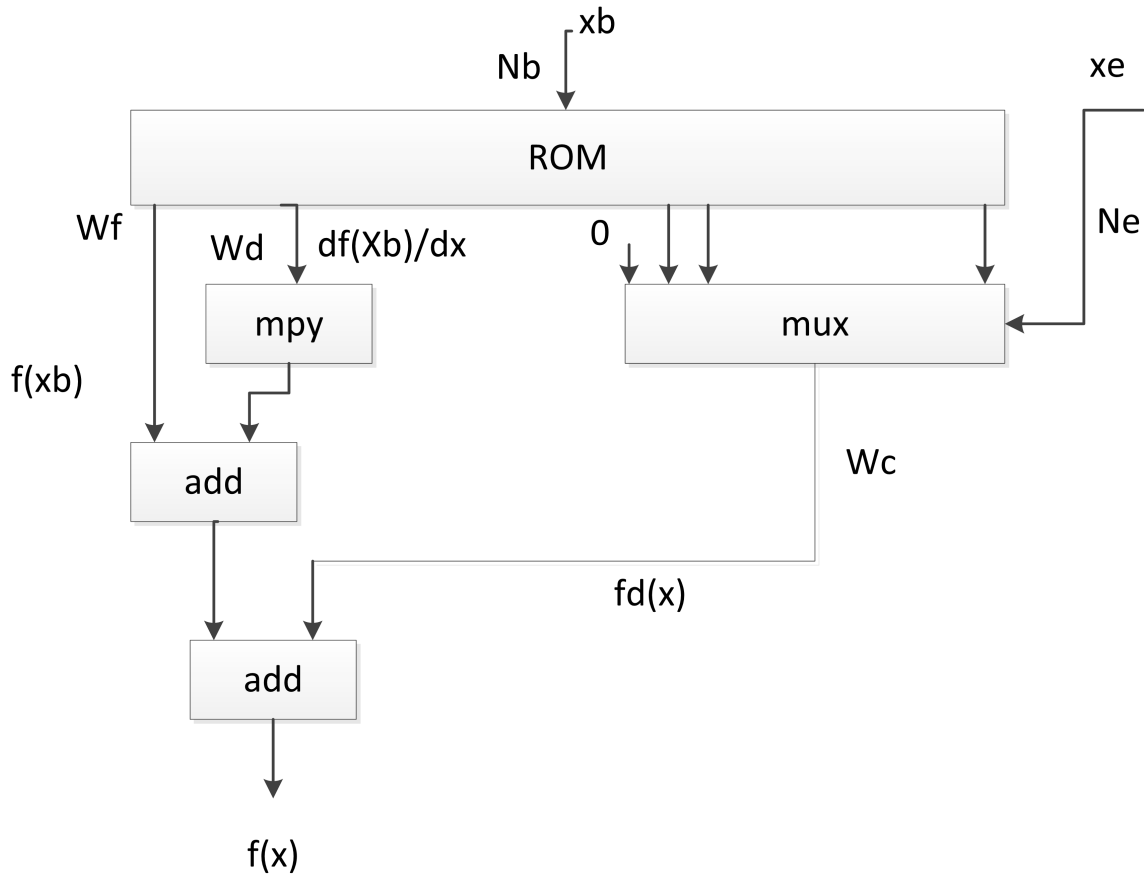 xb
Nb
xe
ROM
Wf
Wd
df(Xb)/dx
0
Ne
mpy
mux
f(xb)
add
Wc
fd(x)
add
f(x)